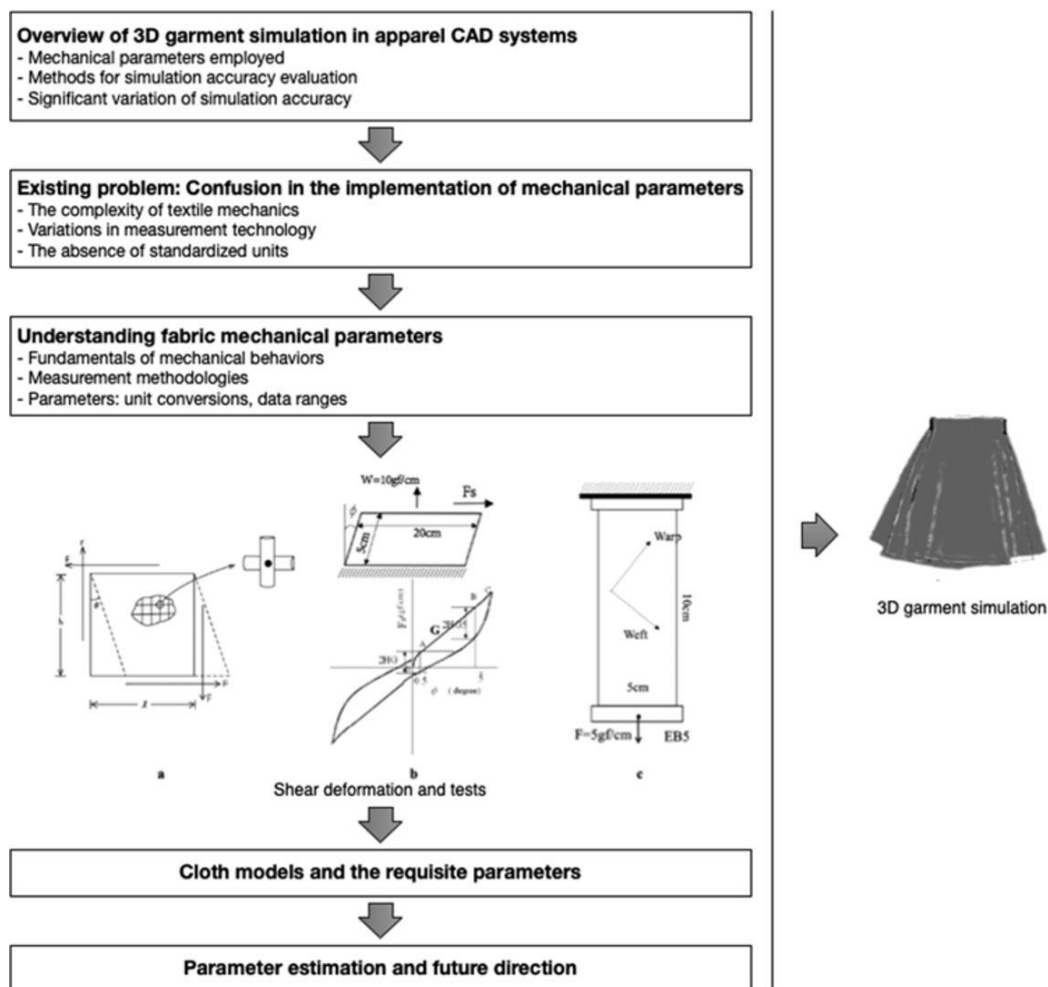 Overview of 3D garment simulation in apparel CAD systems
- Mechanical parameters employed
- Methods for simulation accuracy evaluation
- Significant variation of simulation accuracy
Existing problem: Confusion in the implementation of mechanical parameters
- The complexity of textile mechanics
- Variations in measurement technology
- The absence of standardized units
Understanding fabric mechanical parameters
- Fundamentals of mechanical behaviors
- Measurement methodologies
- Parameters: unit conversions, data ranges
W=10gf/cm
Fs
20cm
5cm
G
A
2HG
0.5
ϕ (degree)
Warp
Weft
10cm
5cm
F=5gf/cm
EB5
a
b
c
Shear deformation and tests
Cloth models and the requisite parameters
Parameter estimation and future direction
3D garment simulation